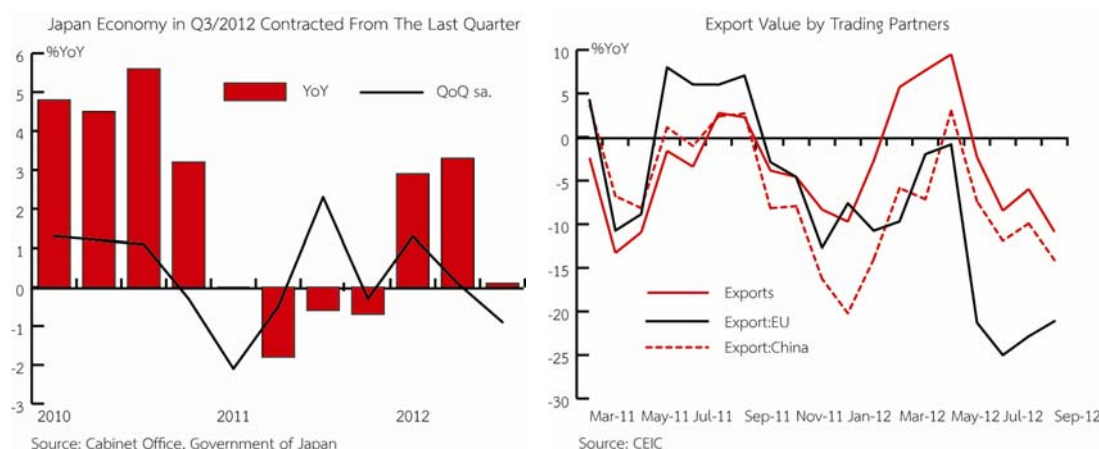 Japan Economy in Q3/2012 Contracted From The Last Quarter
%YoY
6
5
4
3
2
1
0
-1
-2
-3
YoY
QoQ sa.
2010
2011
2012
Source: Cabinet Office, Government of Japan
Export Value by Trading Partners
%YoY
10
5
0
-5
-10
-15
-20
-25
-30
Exports
Export:EU
Export:China
Mar-11 May-11 Jul-11 Sep-11 Nov-11 Jan-12 Mar-12 May-12 Jul-12 Sep-12
Source: CEIC